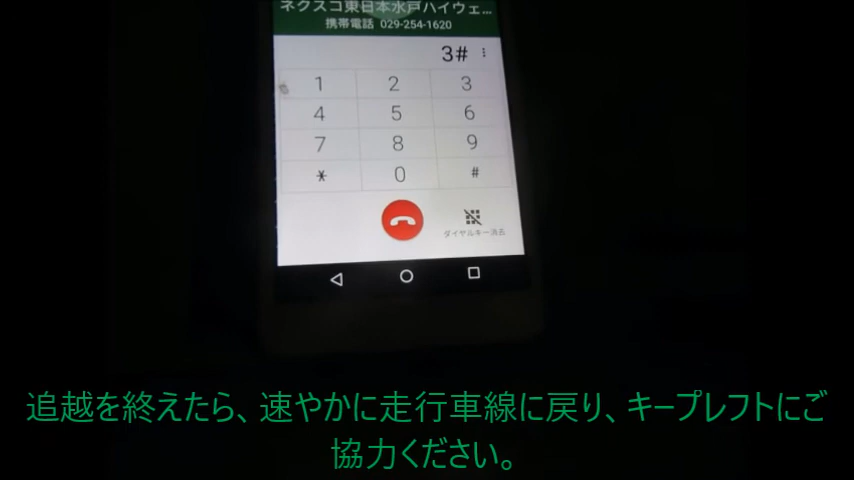 ネクスコ東日本水戸ハイウェ…
携帯電話 029-254-1620
3#
1 2 3
4 5 6
7 8 9
* 0 #
ダイヤルキー消去
追越を終えたら、速やかに走行車線に戻り、キープレフトにご
協力ください。